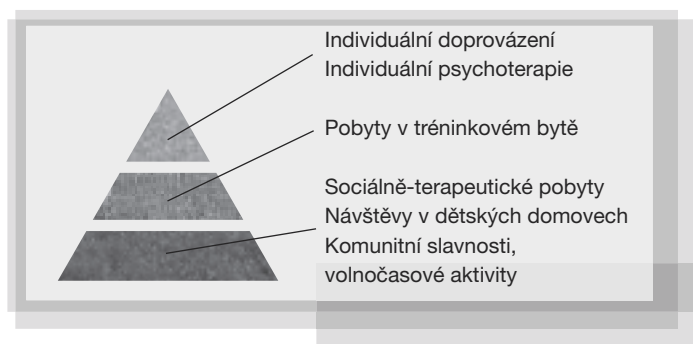 Individuální doprovázení
Individuální psychoterapie
Pobyty v tréninkovém bytě
Sociálně-terapeutické pobyty
Návštěvy v dětských domovech
Komunitní slavnosti,
volnočasové aktivity